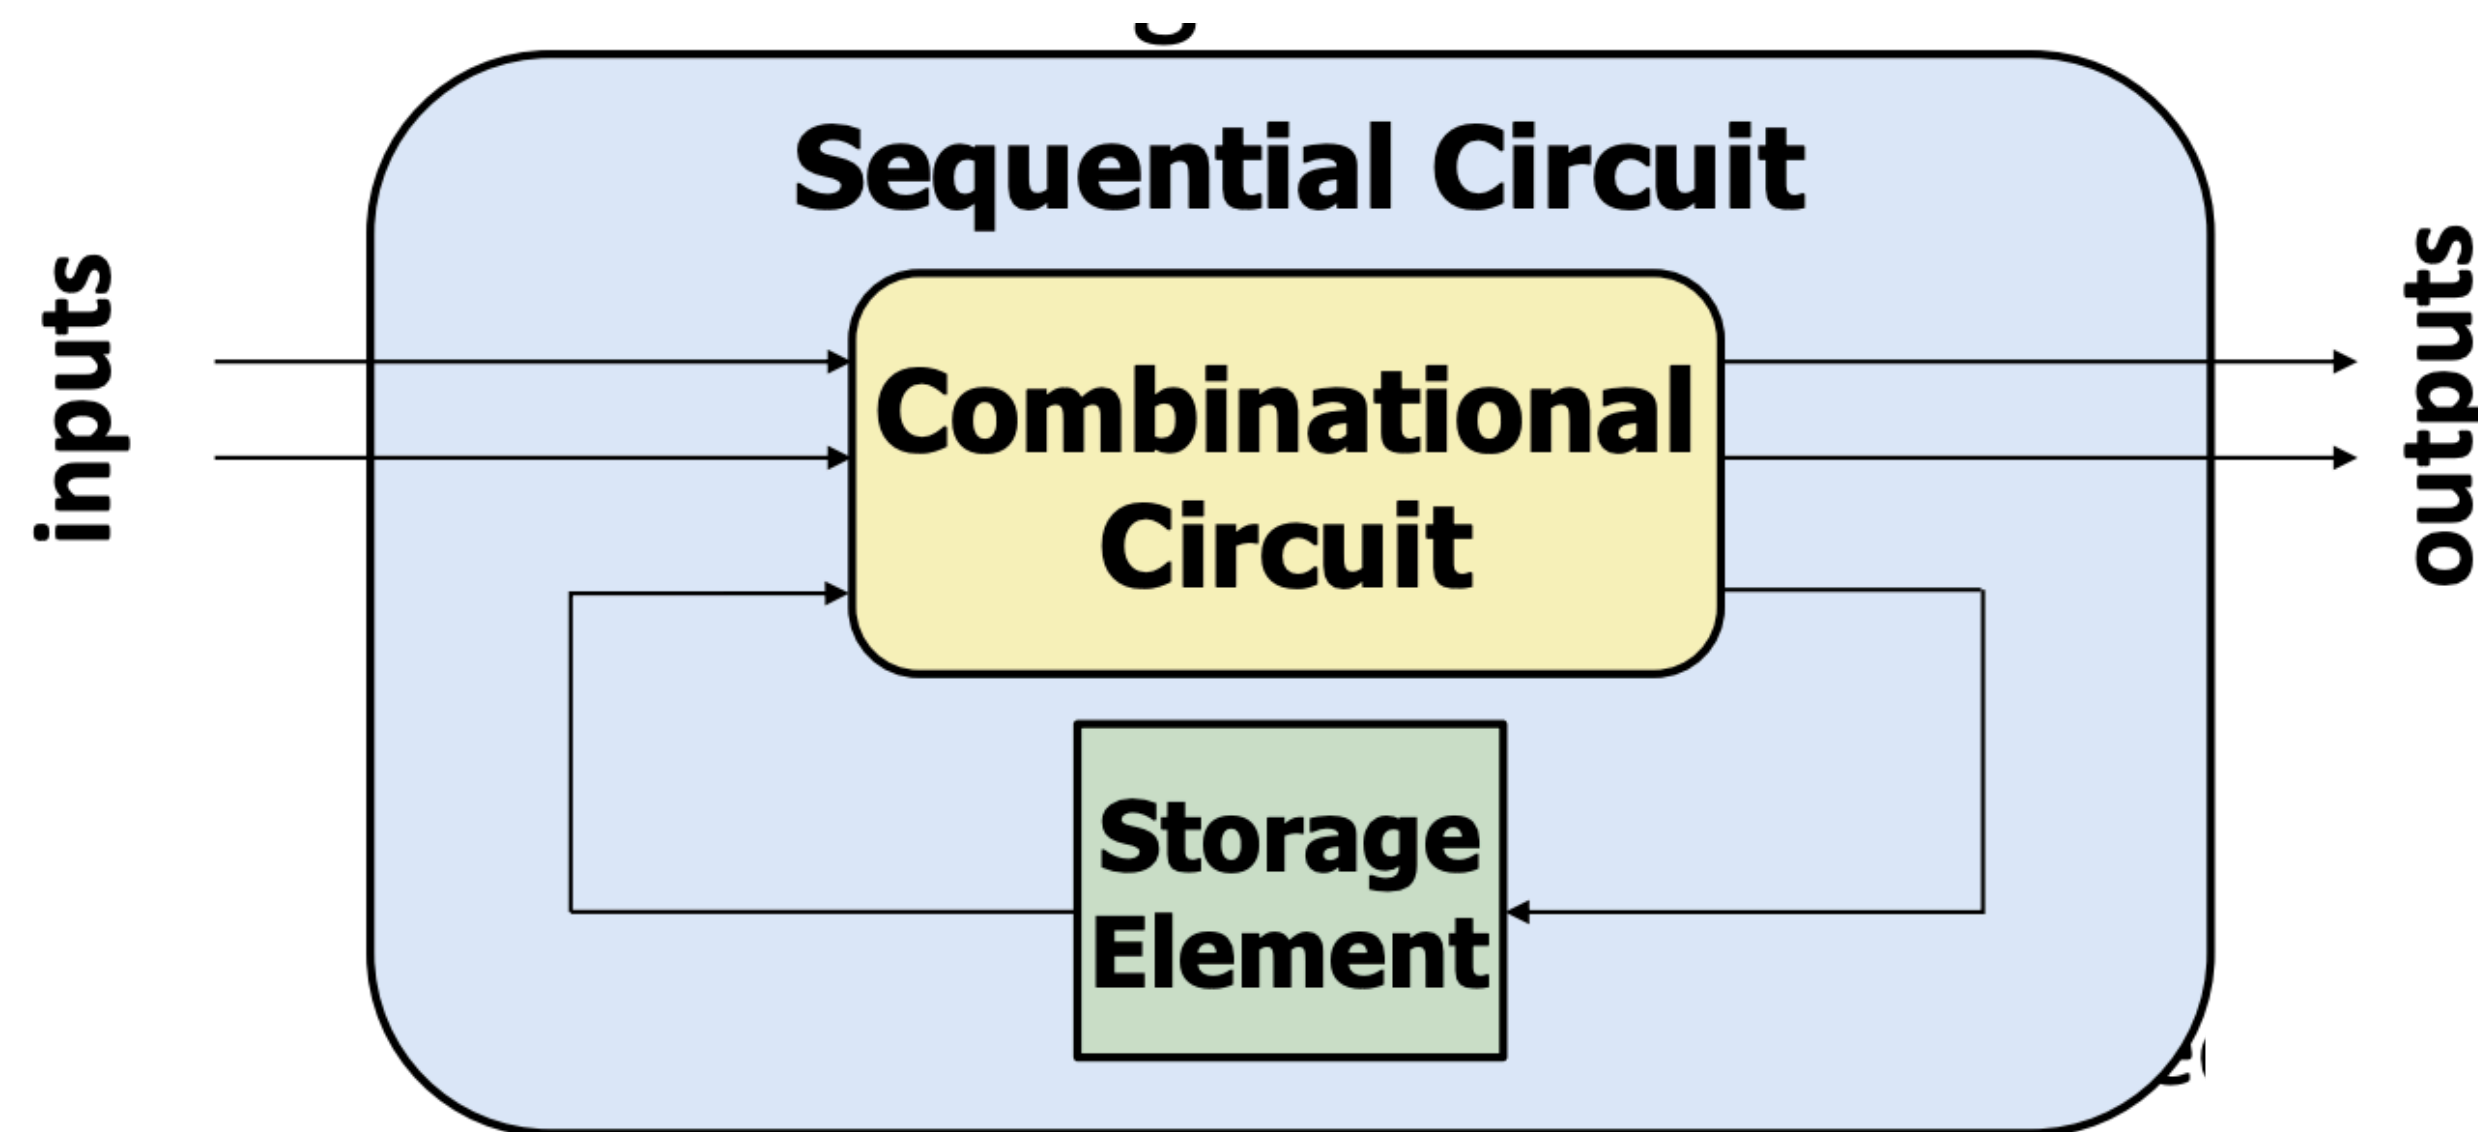 Sequential Circuit
inputs
Combinational
Circuit
outputs
Storage
Element